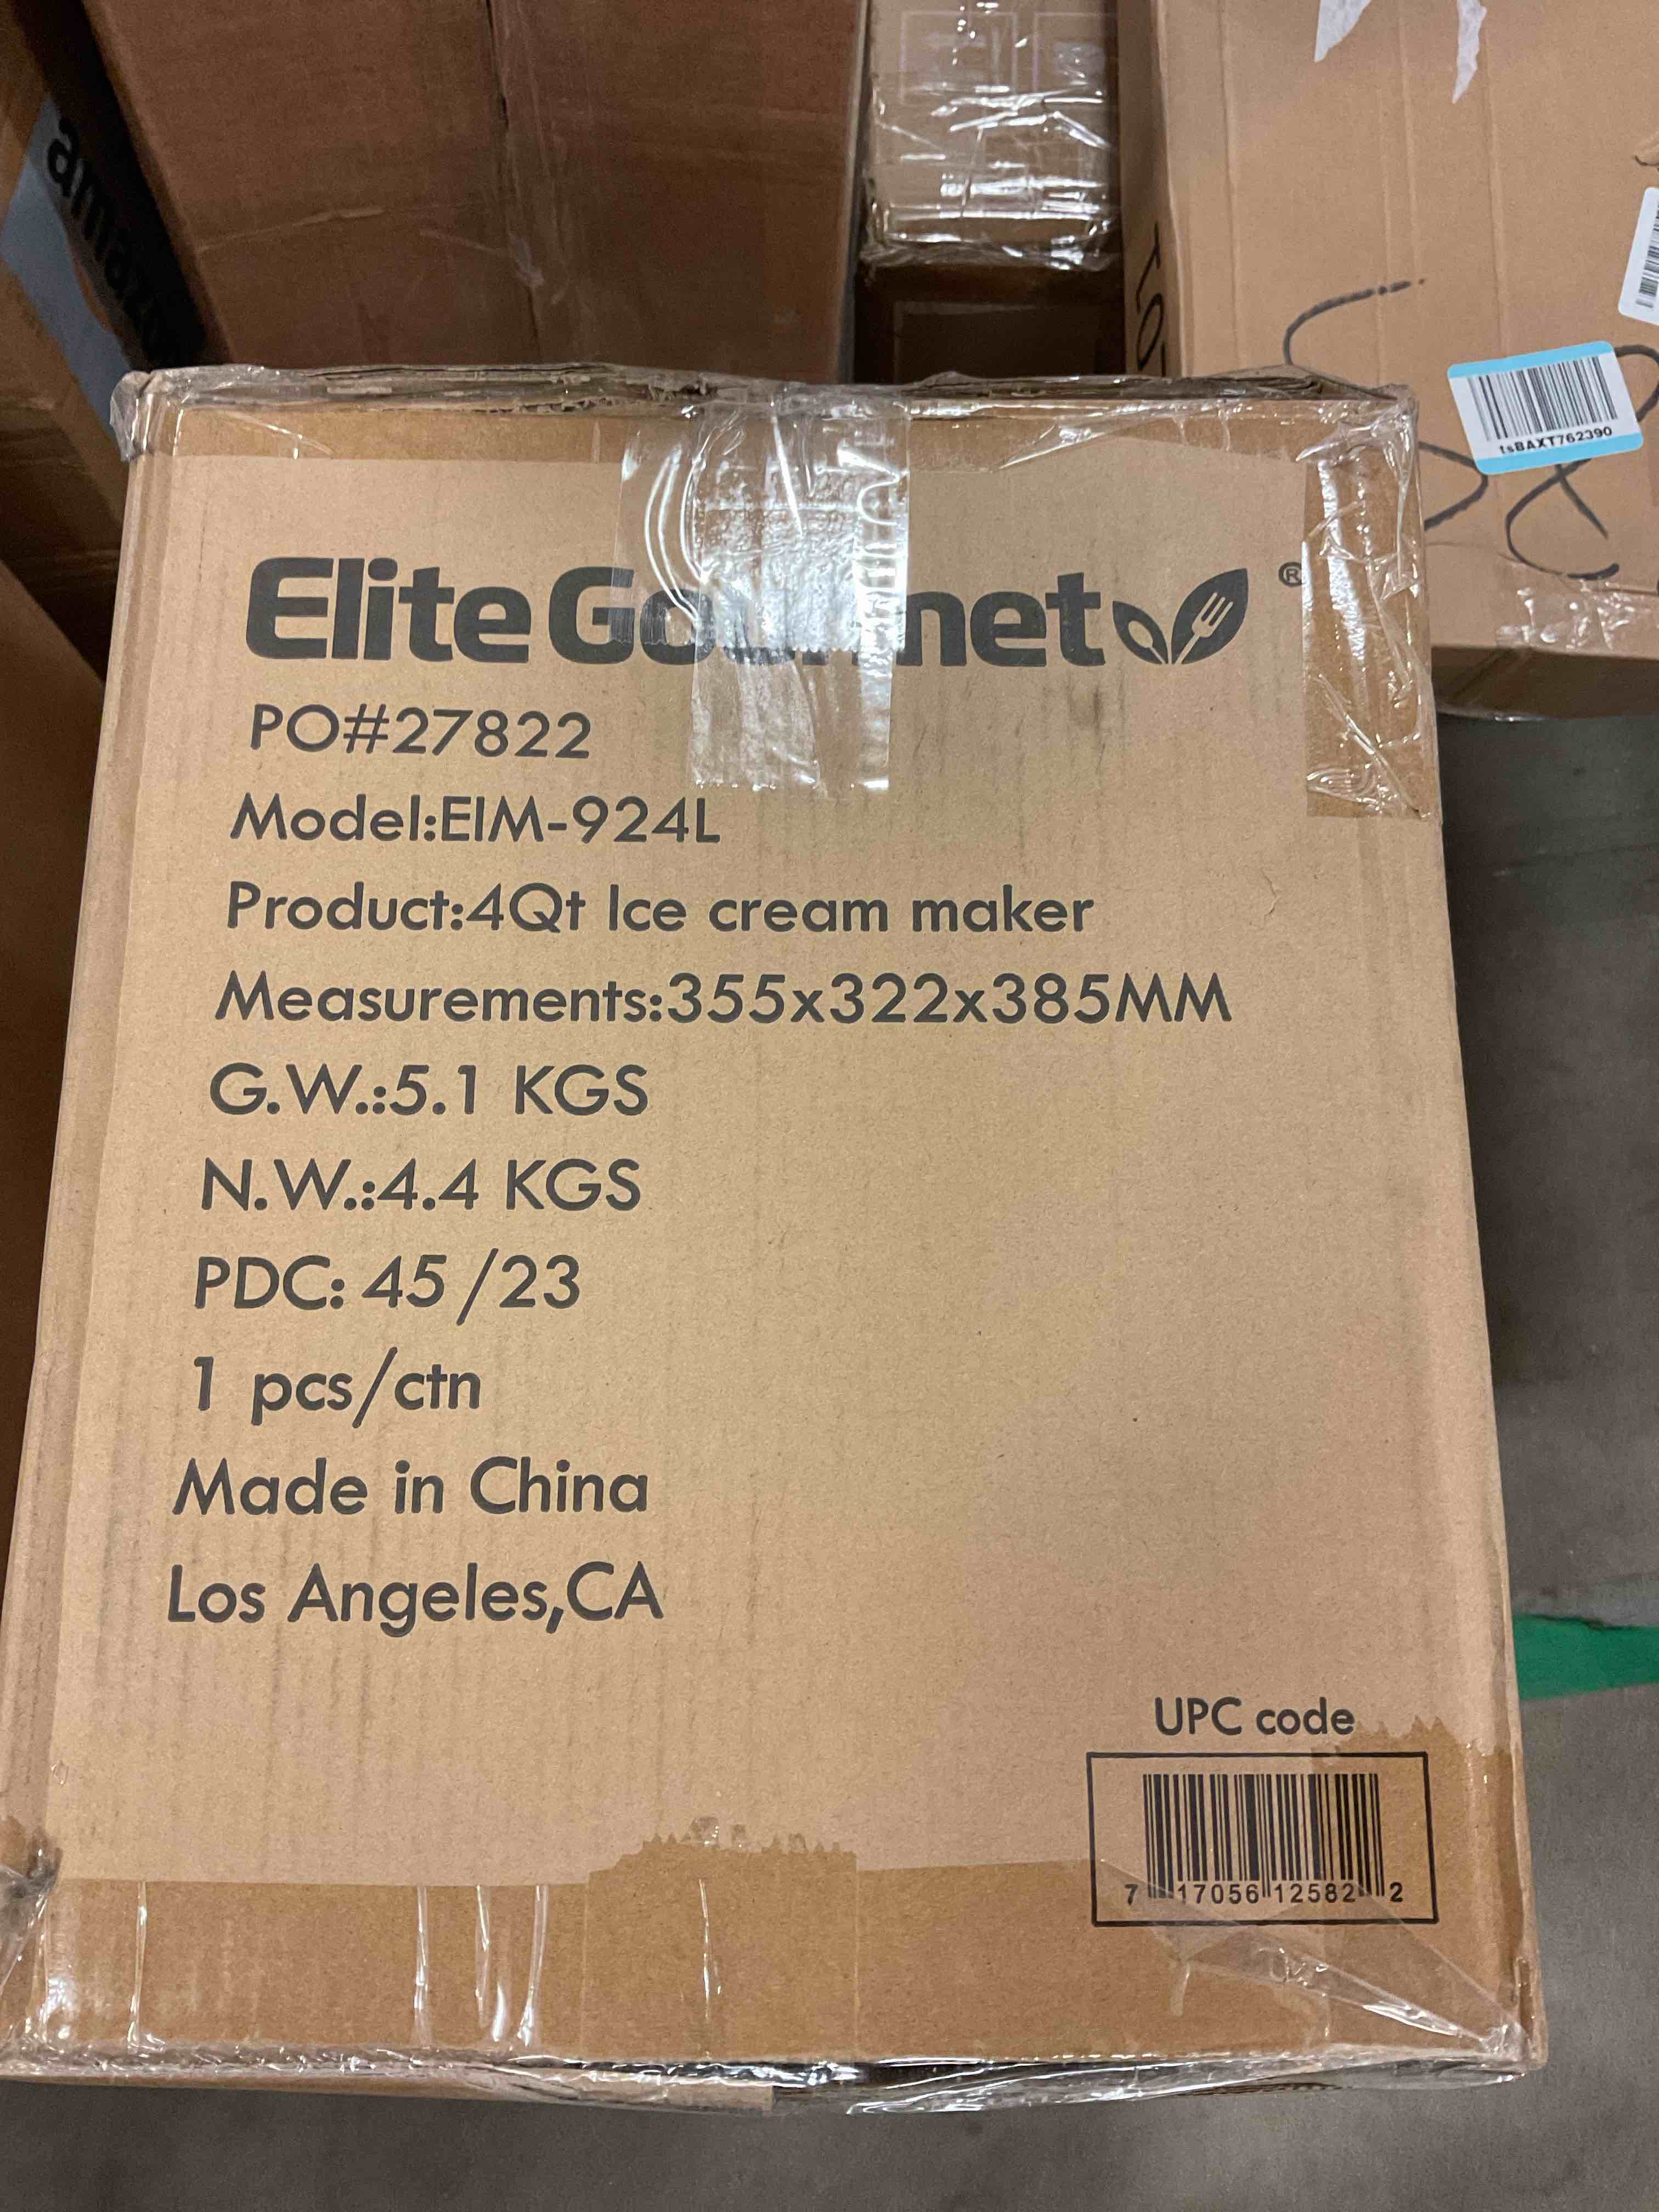 amazon
tsBAXT762390
Elite Gourmet ®
PO#27822
Model:EIM-924L
Product:4Qt Ice cream maker
Measurements:355x322x385MM
G.W.:5.1 KGS
N.W.:4.4 KGS
PDC: 45 /23
1 pcs/ctn
Made in China
Los Angeles,CA
UPC code
7 17056 12582 2